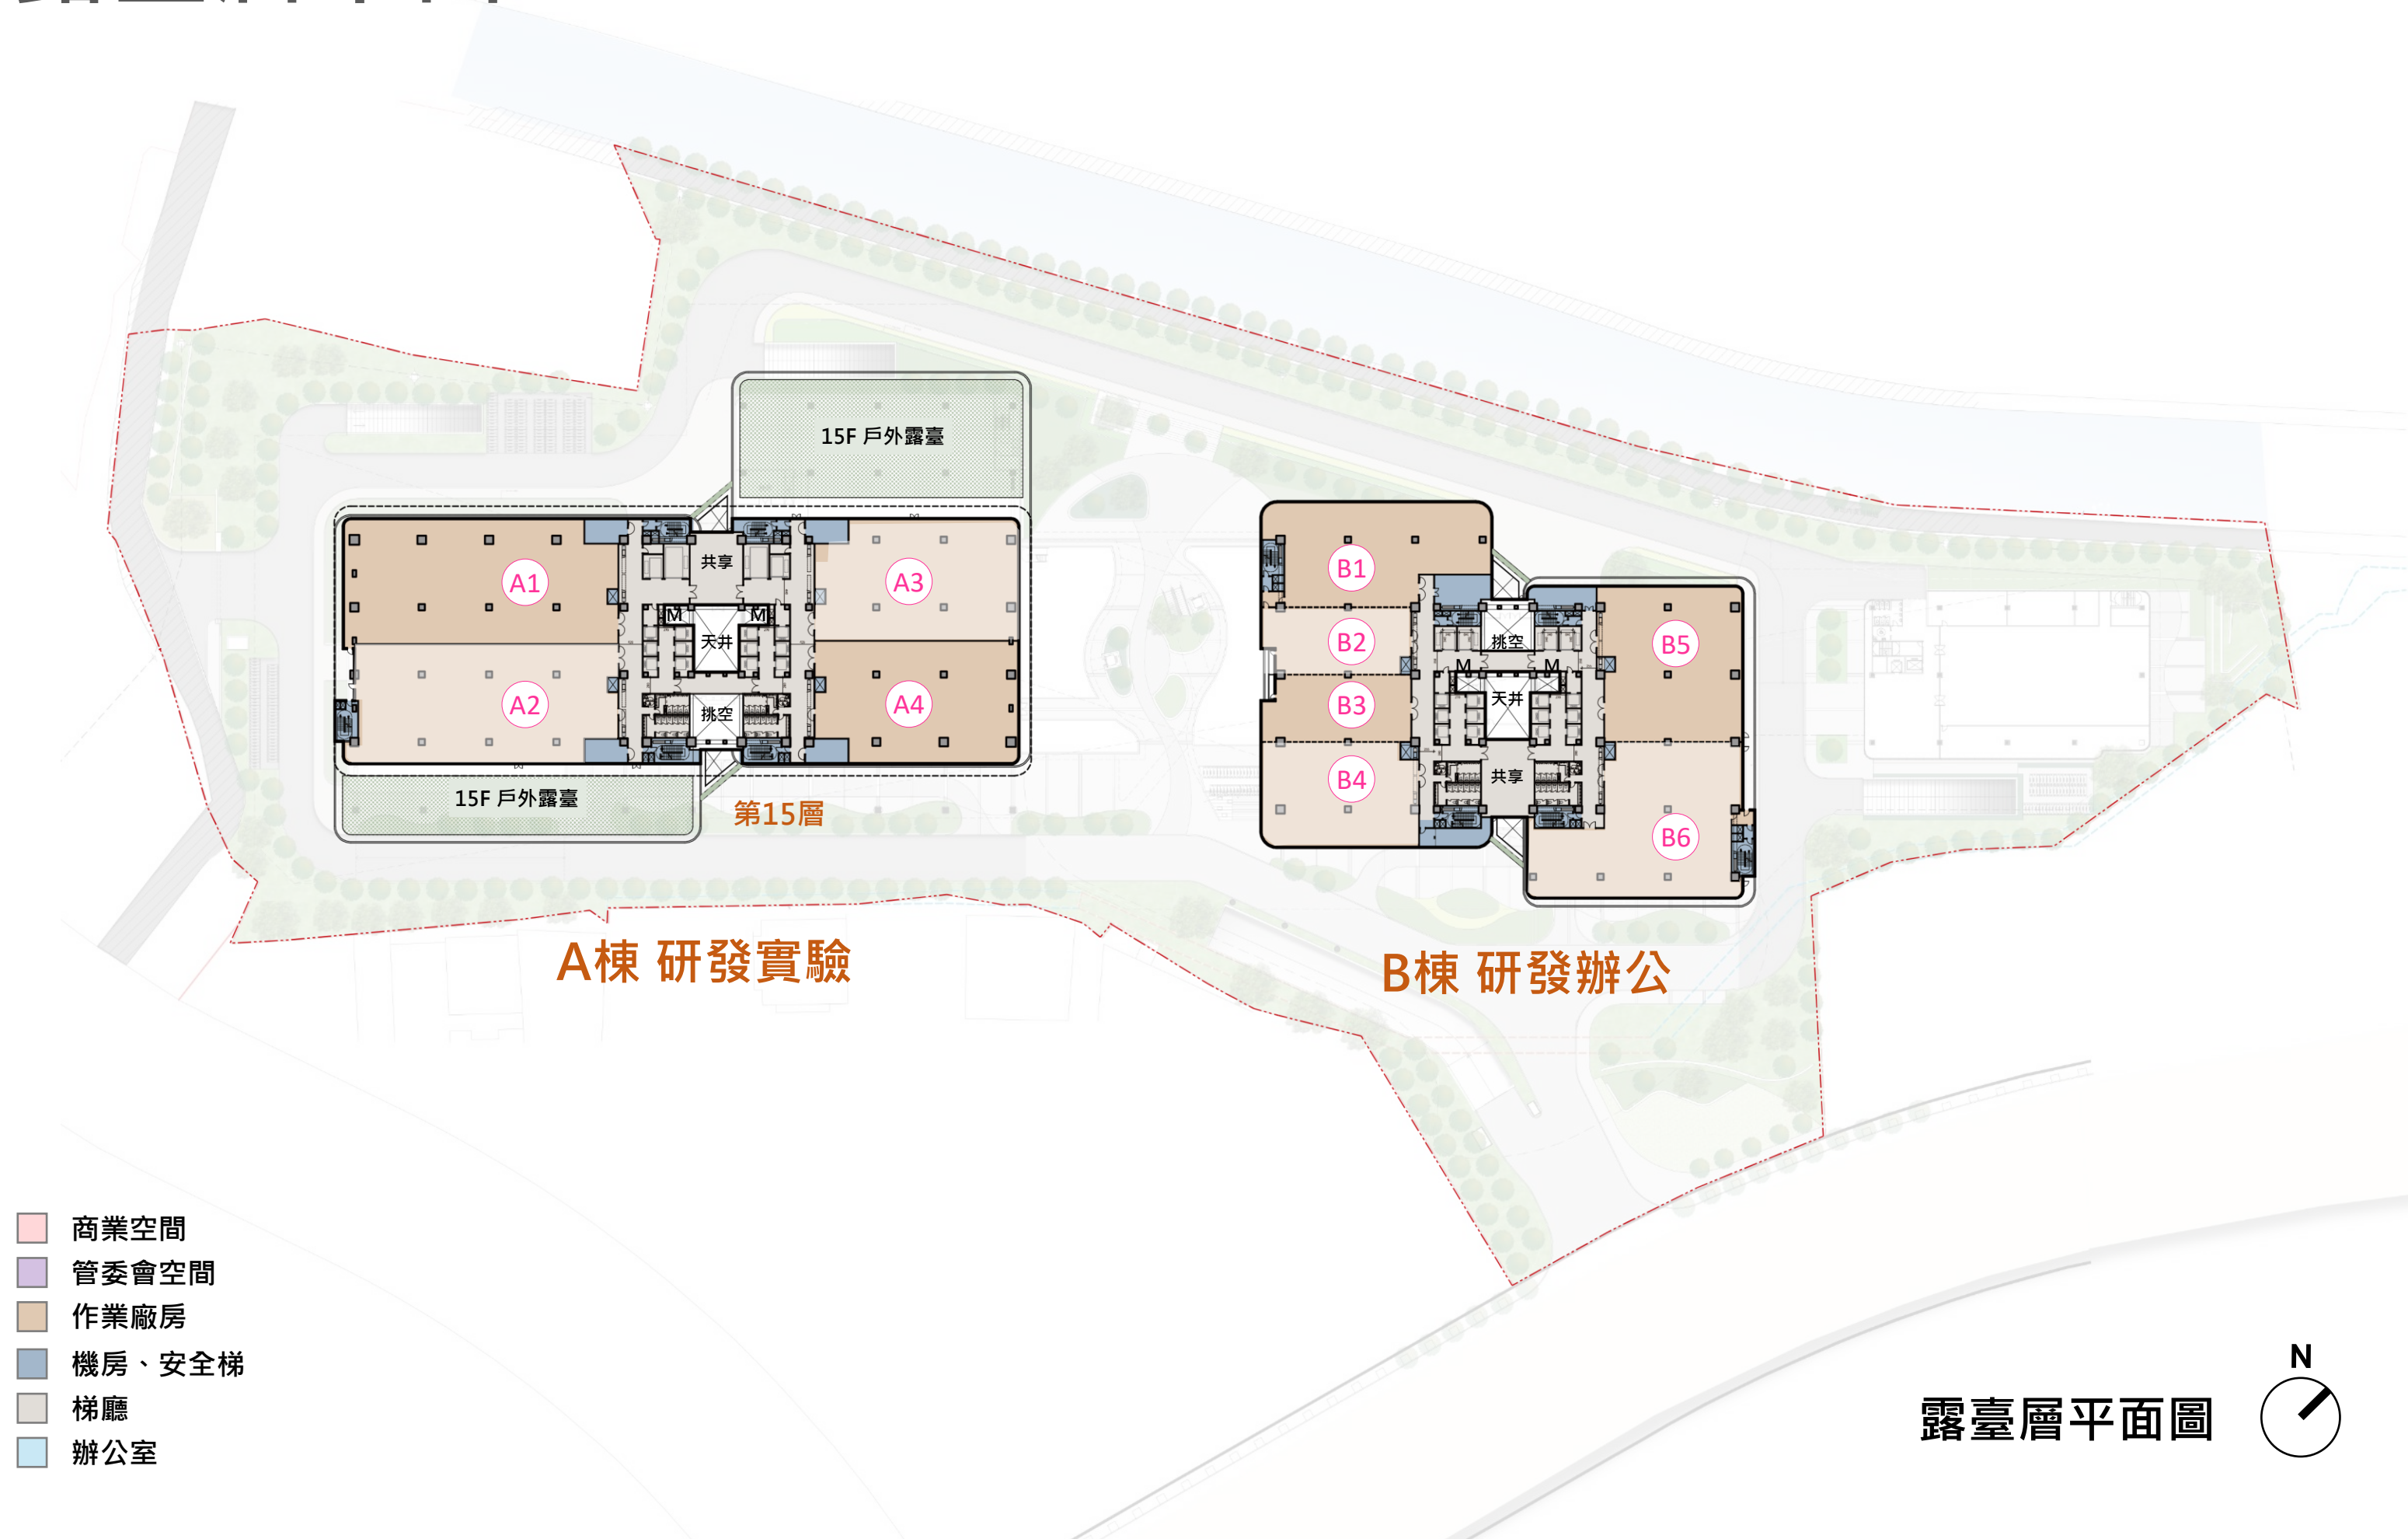 15F 戶外露臺
A1
共享
A3
M
M
天井
A2
挑空
A4
15F 戶外露臺
第15層
A棟 研發實驗
B1
B2
挑空
B5
M
M
B3
天井
B4
共享
B6
B棟 研發辦公
商業空間
管委會空間
作業廠房
機房、安全梯
梯廳
辦公室
露臺層平面圖
N